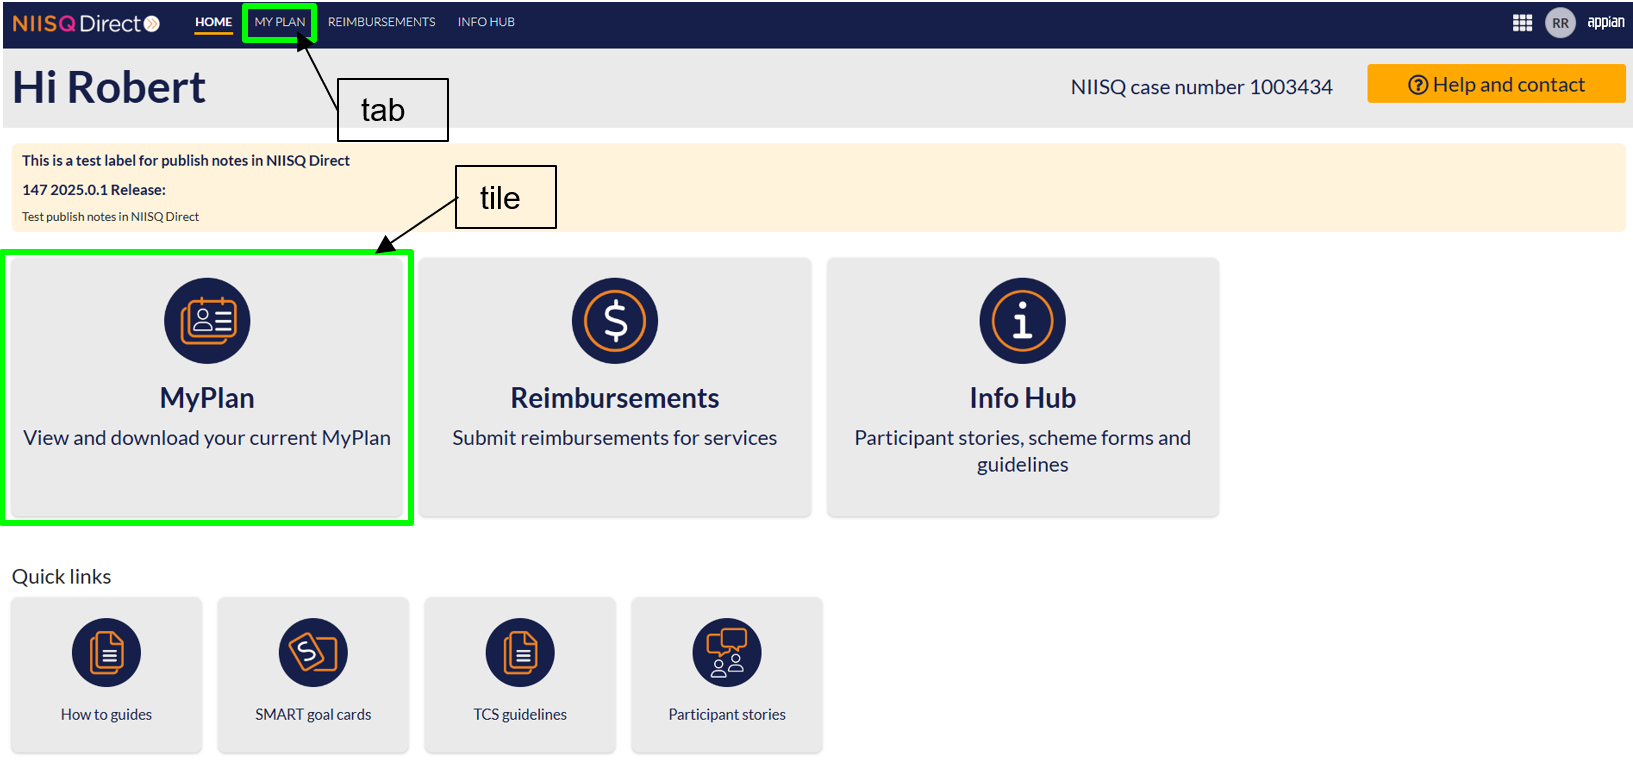 NIISQ Direct HOME MY PLAN REIMBURSEMENTS INFO HUB RR appian
Hi Robert
NIISQ case number 1003434
? Help and contact
tab
This is a test label for publish notes in NIISQ Direct
147 2025.0.1 Release:
Test publish notes in NIISQ Direct
tile
MyPlan
View and download your current MyPlan
$
Reimbursements
Submit reimbursements for services
i
Info Hub
Participant stories, scheme forms and
guidelines
Quick links
How to guides
S
SMART goal cards
TCS guidelines
Participant stories